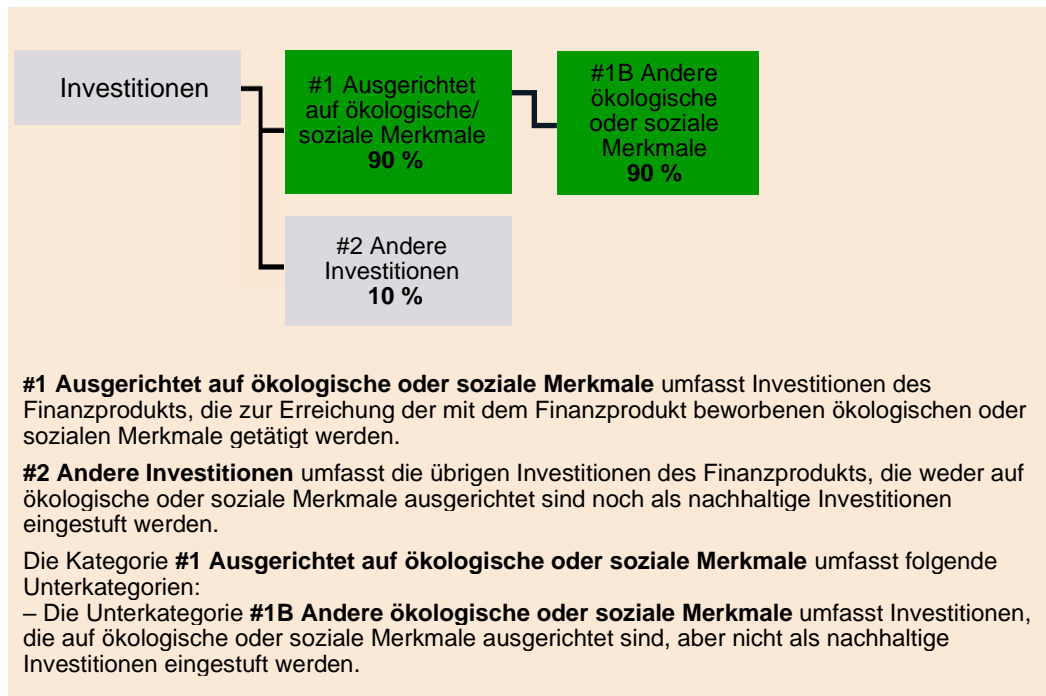 Investitionen
#1 Ausgerichtet
auf ökologische/
soziale Merkmale
90 %
#1B Andere
ökologische
oder soziale
Merkmale
90 %
#2 Andere
Investitionen
10 %
#1 Ausgerichtet auf ökologische oder soziale Merkmale umfasst Investitionen des
Finanzprodukts, die zur Erreichung der mit dem Finanzprodukt beworbenen ökologischen oder
sozialen Merkmale getätigt werden.
#2 Andere Investitionen umfasst die übrigen Investitionen des Finanzprodukts, die weder auf
ökologische oder soziale Merkmale ausgerichtet sind noch als nachhaltige Investitionen
eingestuft werden.
Die Kategorie #1 Ausgerichtet auf ökologische oder soziale Merkmale umfasst folgende
Unterkategorien:
– Die Unterkategorie #1B Andere ökologische oder soziale Merkmale umfasst Investitionen,
die auf ökologische oder soziale Merkmale ausgerichtet sind, aber nicht als nachhaltige
Investitionen eingestuft werden.